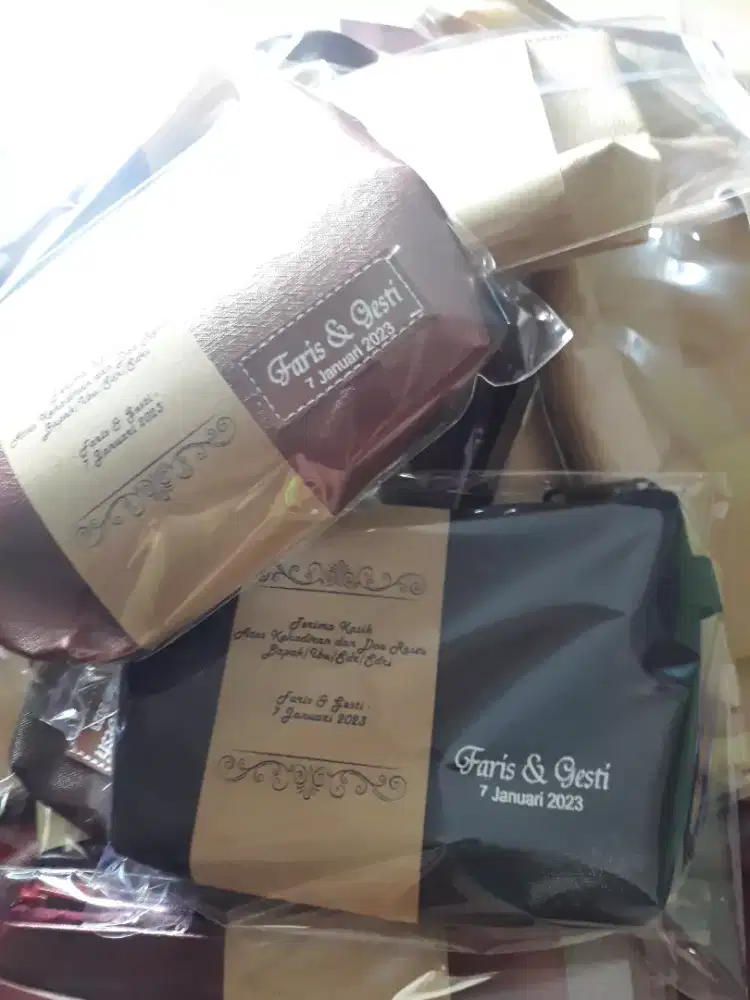 Faris & Gesti
7 Januari 2023
Faris & Gesti
7 Januari 2023
Terima Kasih
Atas Kehadiran dan Doa Restu
Bapak/Ibu/Sdr/Sdri
Faris & Gesti
7 Januari 2023
Faris & Gesti
7 Januari 2023